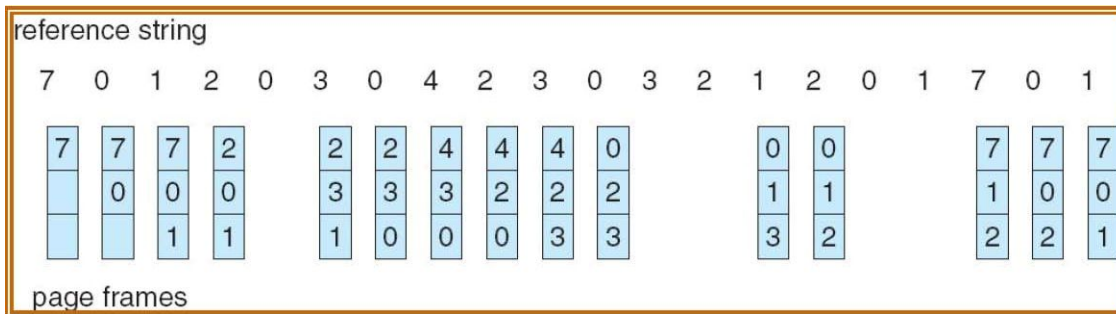 reference string
7 0 1 2 0 3 0 4 2 3 0 3 2 1 2 0 1 7 0 1
7 7 7 2 2 2 4 4 4 0 0 0 7 7 7
0 0 0 3 3 3 2 2 2 1 1 1 0 0
1 1 1 0 0 0 3 3 3 2 2 2 1
page frames